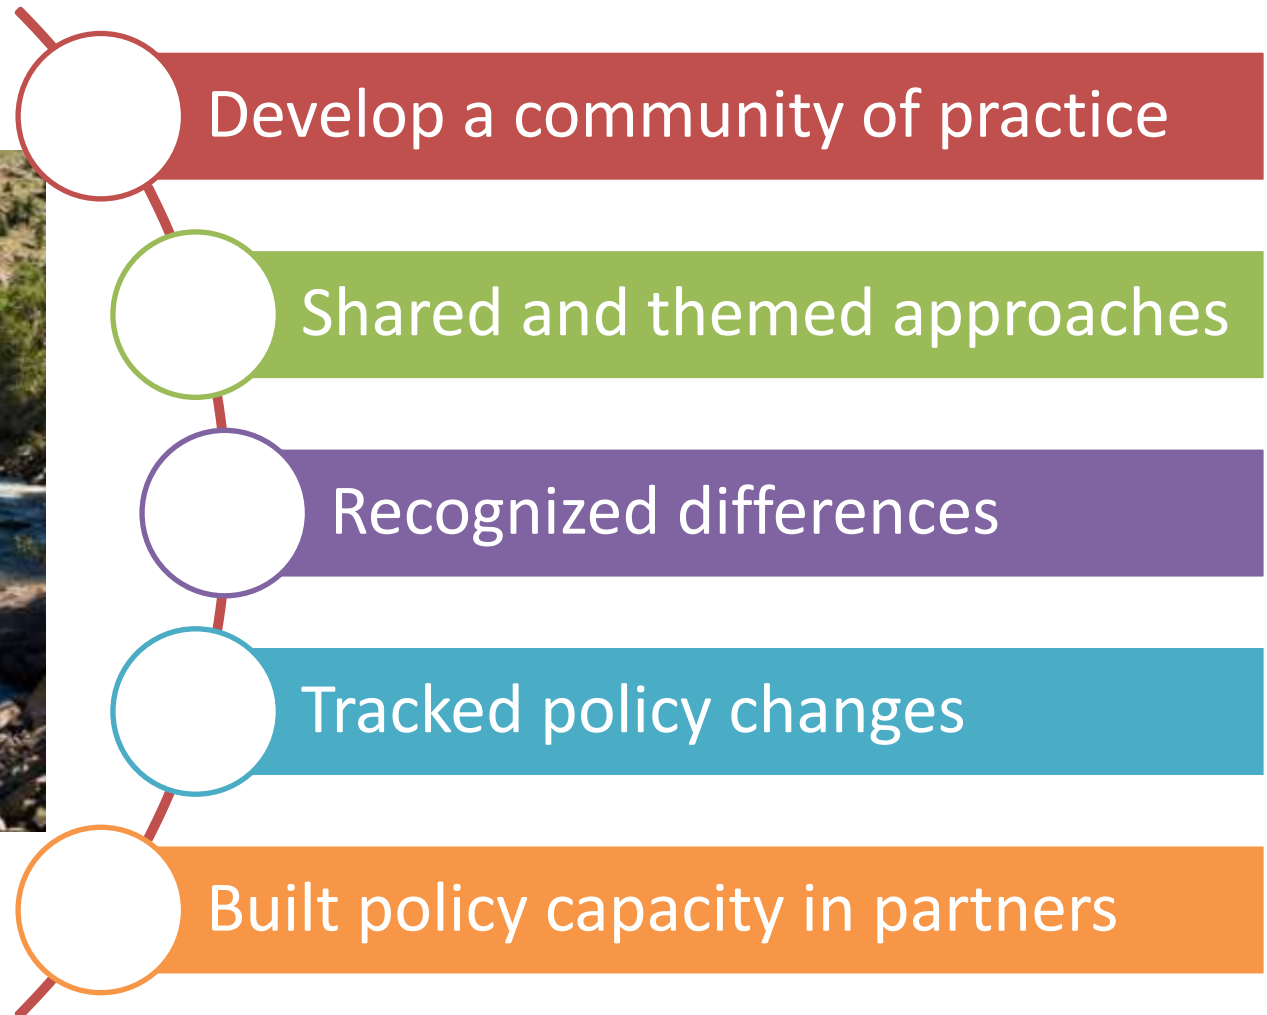 Develop a community of practice
Shared and themed approaches
Recognized differences
Tracked policy changes
Built policy capacity in partners